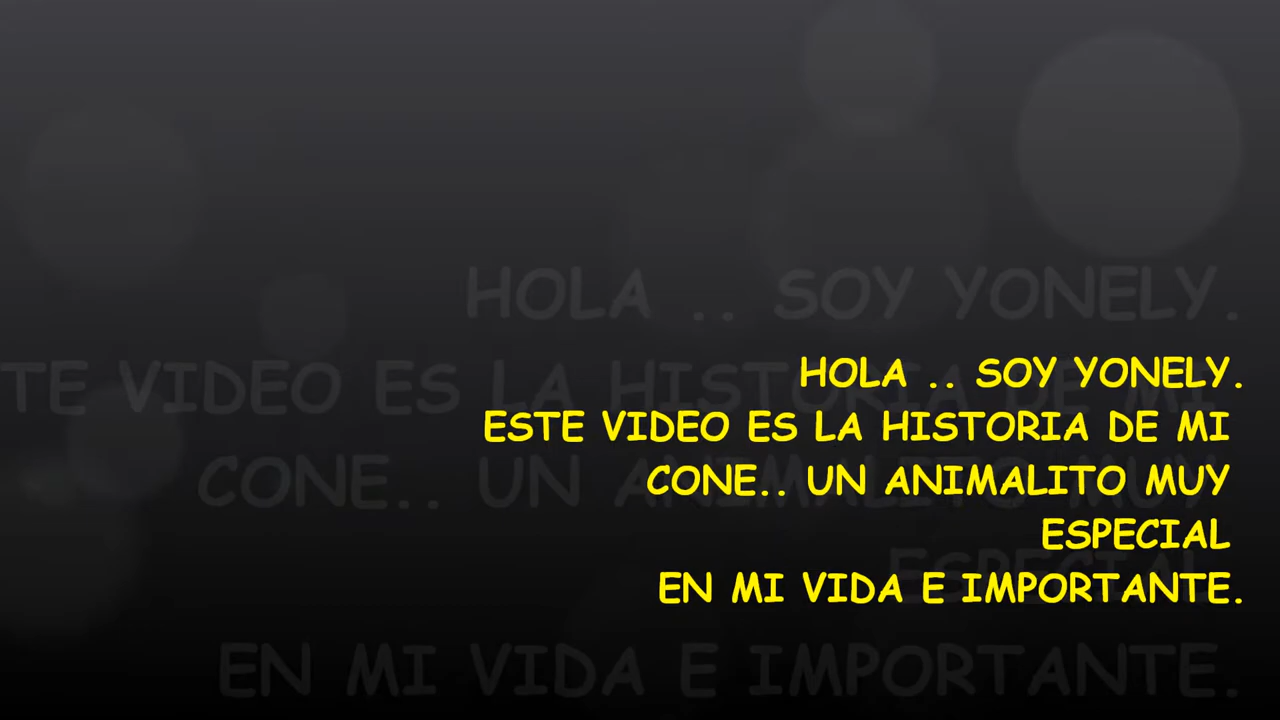 HOLA .. SOY YONELY.
ESTE VIDEO ES LA HISTORIA DE MI
CONE.. UN ANIMALITO MUY
ESPECIAL
EN MI VIDA E IMPORTANTE.